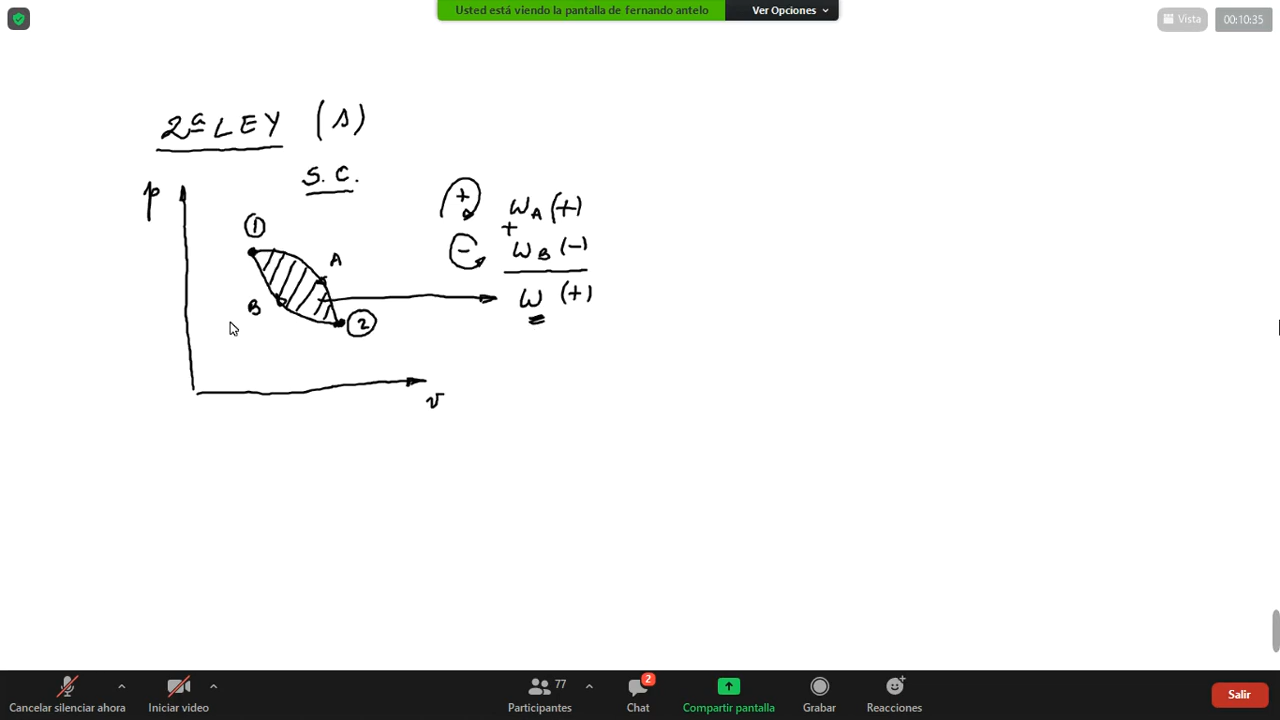 Usted está viendo la pantalla de fernando antelo
Ver Opciones
Vista
00:10:35
2ª LEY (s)
S.C.
p
1
A
B
2
v
+
WA (+)
+
-
WB (-)
W (+)
77
2
Cancelar silenciar ahora
Iniciar video
Participantes
Chat
Compartir pantalla
Grabar
Reacciones
Salir